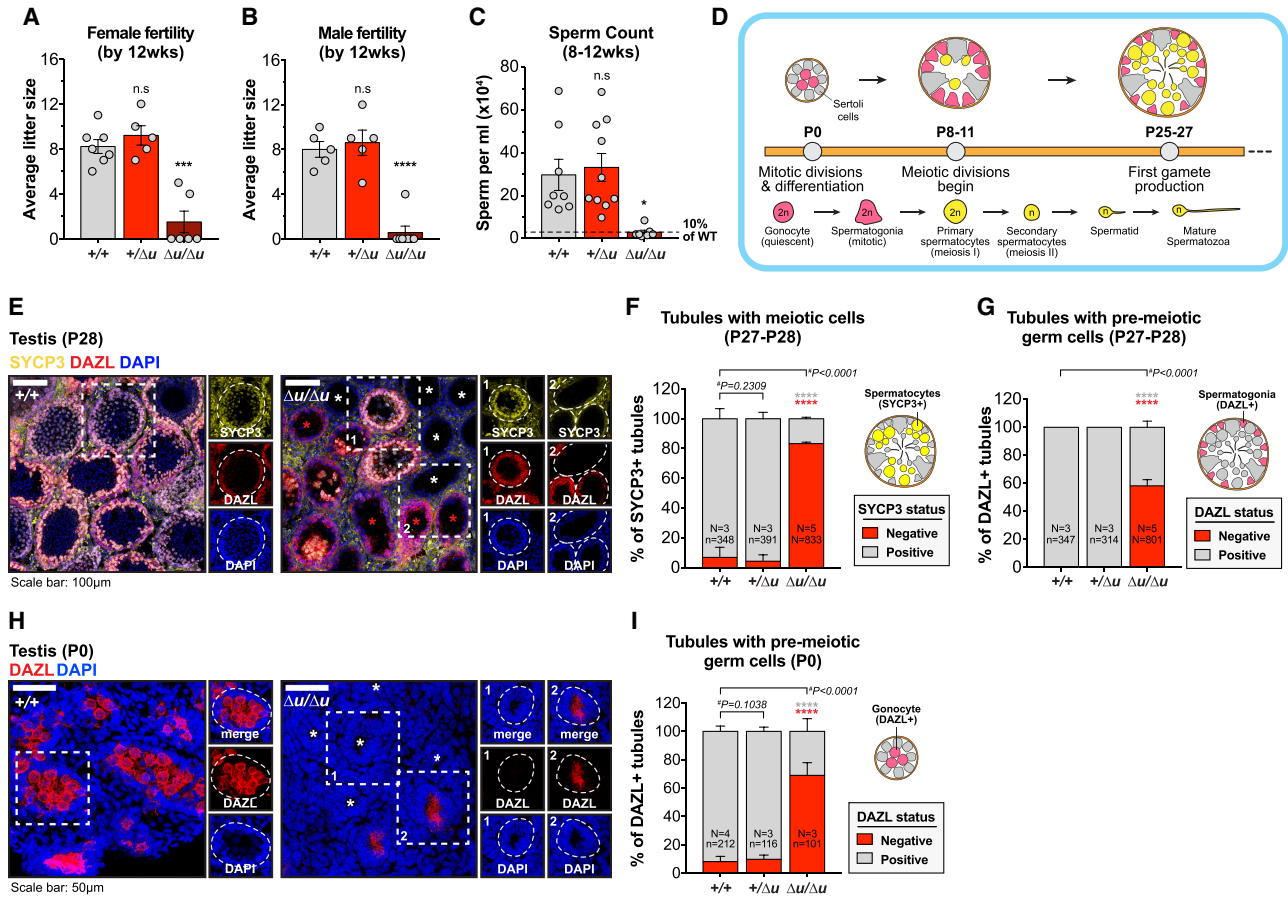 A
Female fertility
(by 12wks)
Average litter size
16
12
8
4
0
n.s
***
+/+
+/Δu
Δu/Δu
B
Male fertility
(by 12wks)
Average litter size
16
12
8
4
0
n.s
****
+/+
+/Δu
Δu/Δu
C
Sperm Count
(8-12wks)
Sperm per ml (x10⁴)
80
60
40
20
0
n.s
*
10%
of WT
+/+
+/Δu
Δu/Δu
D
Sertoli
cells
P0
P8-11
P25-27
Mitotic divisions
& differentiation
Meiotic divisions
begin
First gamete
production
2n
2n
2n
n
n
n
Gonocyte
(quiescent)
Spermatogonia
(mitotic)
Primary
spermatocytes
(meiosis I)
Secondary
spermatocytes
(meiosis II)
Spermatid
Mature
Spermatozoa
E
Testis (P28)
SYCP3 DAZL DAPI
+/+
SYCP3
DAZL
DAPI
Δu/Δu
* * * * * * * *
1
2
1
SYCP3
1
DAZL
1
DAPI
2
SYCP3
2
DAZL
2
DAPI
Scale bar: 100µm
F
Tubules with meiotic cells
(P27-P28)
% of SYCP3+ tubules
120
100
80
60
40
20
0
#P<0.0001
#P=0.2309
****
****
N=3
n=348
N=3
n=391
N=5
n=833
+/+
+/Δu
Δu/Δu
Spermatocytes
(SYCP3+)
SYCP3 status
Negative
Positive
G
Tubules with pre-meiotic
germ cells (P27-P28)
% of DAZL+ tubules
120
100
80
60
40
20
0
#P<0.0001
****
****
N=3
n=347
N=3
n=314
N=5
N=801
+/+
+/Δu
Δu/Δu
Spermatogonia
(DAZL+)
DAZL status
Negative
Positive
H
Testis (P0)
DAZL DAPI
+/+
merge
DAZL
DAPI
Δu/Δu
* * * * *
1
2
1
merge
1
DAZL
1
DAPI
2
merge
2
DAZL
2
DAPI
Scale bar: 50µm
I
Tubules with pre-meiotic
germ cells (P0)
% of DAZL+ tubules
120
100
80
60
40
20
0
#P<0.0001
#P=0.1038
****
****
N=4
n=212
N=3
n=116
N=3
n=101
+/+
+/Δu
Δu/Δu
Gonocyte
(DAZL+)
DAZL status
Negative
Positive